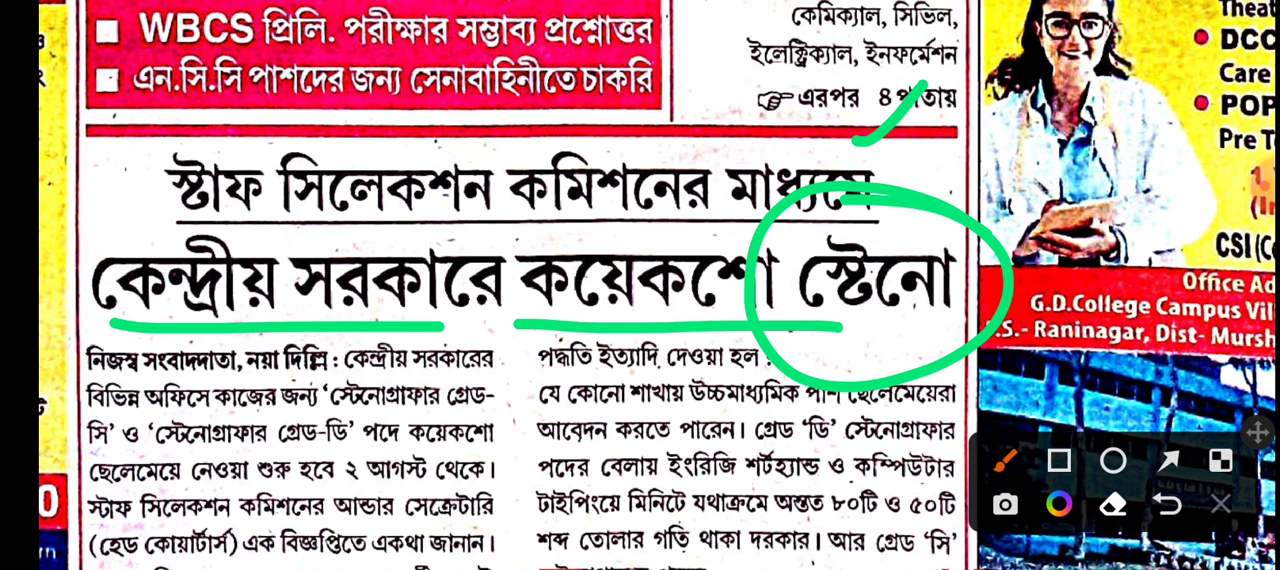 ■ WBCS প্রিলি. পরীক্ষার সম্ভাব্য প্রশ্নোত্তর
■ এন.সি.সি পাশদের জন্য সেনাবাহিনীতে চাকরি
কেমিক্যাল, সিভিল,
ইলেক্ট্রিক্যাল, ইনফর্মেশন
☞ এরপর ৪ পাতায়
স্টাফ সিলেকশন কমিশনের মাধ্যমে
কেন্দ্রীয় সরকারে কয়েকশো স্টেনো
নিজস্ব সংবাদদাতা, নয়া দিল্লি : কেন্দ্রীয় সরকারের
বিভিন্ন অফিসে কাজের জন্য ‘স্টেনোগ্রাফার গ্রেড-
সি’ ও ‘স্টেনোগ্রাফার গ্রেড-ডি’ পদে কয়েকশো
ছেলেমেয়ে নেওয়া শুরু হবে ২ আগস্ট থেকে।
স্টাফ সিলেকশন কমিশনের আন্ডার সেক্রেটারি
(হেড কোয়ার্টার্স) এক বিজ্ঞপ্তিতে একথা জানান।
পদ্ধতি ইত্যাদি দেওয়া হল :
যে কোনো শাখায় উচ্চমাধ্যমিক পাশ ছেলেমেয়েরা
আবেদন করতে পারেন। গ্রেড ‘ডি’ স্টেনোগ্রাফার
পদের বেলায় ইংরিজি শর্টহ্যান্ড ও কম্পিউটার
টাইপিংয়ে মিনিটে যথাক্রমে অন্তত ৮০টি ও ৫০টি
শব্দ তোলার গতি থাকা দরকার। আর গ্রেড ‘সি’
Theat
DCC
Care
POP
Pre T
CSI (C
Office Ad
G.D.College Campus Vil
.S.- Raninagar, Dist- Mursh